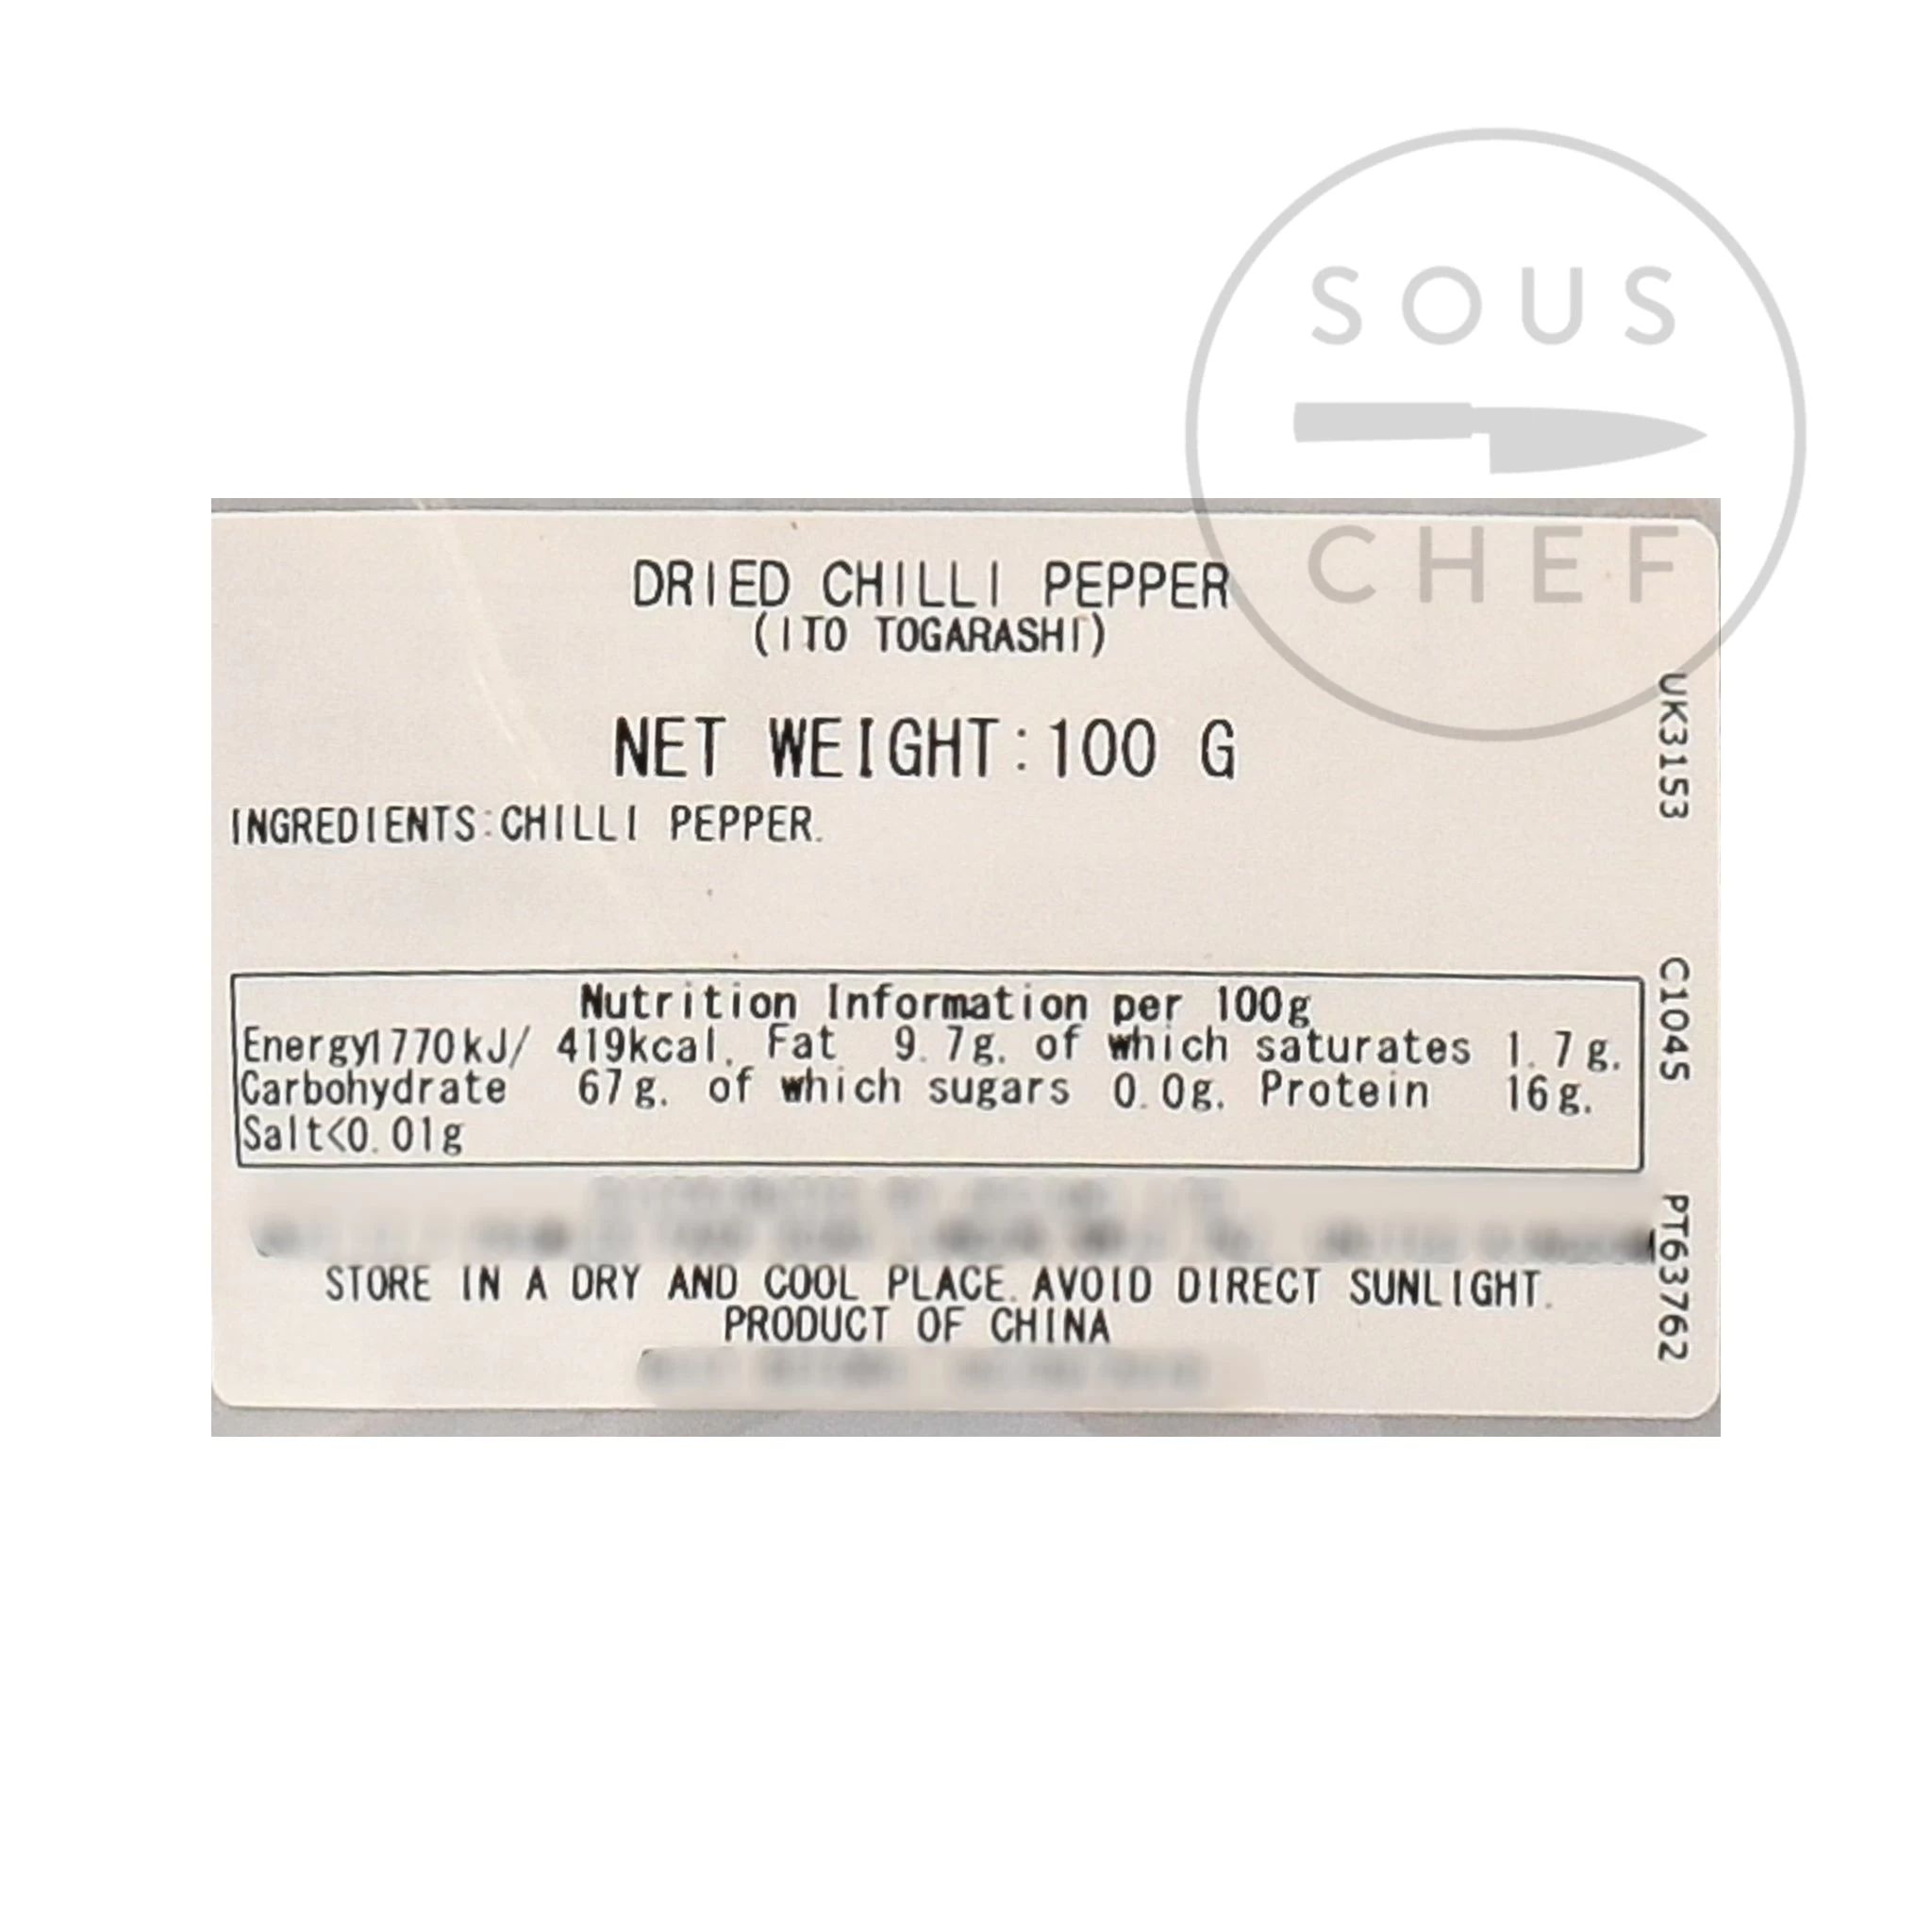 SOUS
CHEF
DRIED CHILLI PEPPER
(ITO TOGARASHI)
NET WEIGHT:100 G
INGREDIENTS:CHILLI PEPPER.
Nutrition Information per 100g
Energy1770kJ/ 419kcal. Fat 9.7g. of which saturates 1.7g.
Carbohydrate 67g. of which sugars 0.0g. Protein 16g.
Salt<0.01g
STORE IN A DRY AND COOL PLACE.AVOID DIRECT SUNLIGHT.
PRODUCT OF CHINA
UK3153
C104S
PT63762